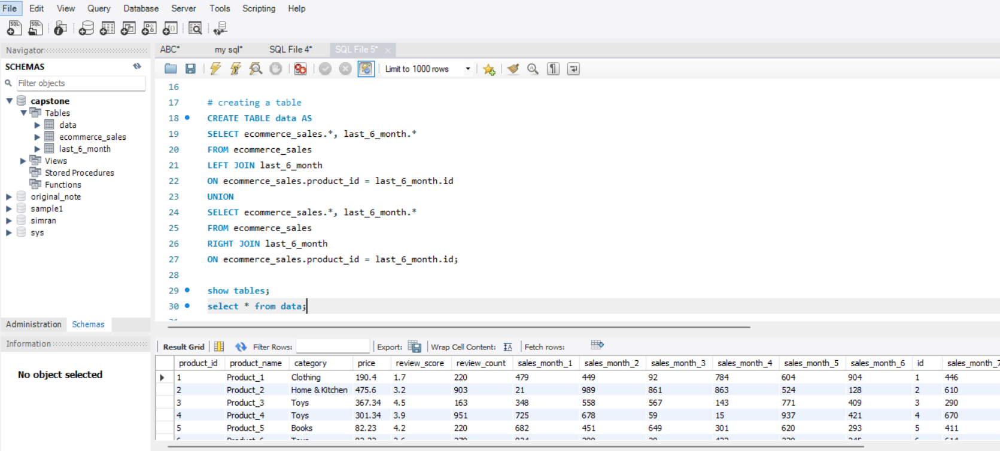 File Edit View Query Database Server Tools Scripting Help
Navigator
ABC* my sql* SQL File 4* SQL File 5*
SCHEMAS
Filter objects
capstone
Tables
data
ecommerce_sales
last_6_month
Views
Stored Procedures
Functions
original_note
sample1
simran
sys
Administration Schemas
Information
No object selected
Limit to 1000 rows
16
17 # creating a table
18 CREATE TABLE data AS
19 SELECT ecommerce_sales.*, last_6_month.*
20 FROM ecommerce_sales
21 LEFT JOIN last_6_month
22 ON ecommerce_sales.product_id = last_6_month.id
23 UNION
24 SELECT ecommerce_sales.*, last_6_month.*
25 FROM ecommerce_sales
26 RIGHT JOIN last_6_month
27 ON ecommerce_sales.product_id = last_6_month.id;
28
29 show tables;
30 select * from data;
Result Grid Filter Rows: Export: Wrap Cell Content: Fetch rows:
product_id product_name category price review_score review_count sales_month_1 sales_month_2 sales_month_3 sales_month_4 sales_month_5 sales_month_6 id sales_month_7
1 Product_1 Clothing 190.4 1.7 220 479 449 92 784 604 904 1 446
2 Product_2 Home & Kitchen 475.6 3.2 903 21 989 861 863 524 128 2 610
3 Product_3 Toys 367.34 4.5 163 348 558 567 143 771 409 3 290
4 Product_4 Toys 301.34 3.9 951 725 678 59 15 937 421 4 670
5 Product_5 Books 82.23 4.2 220 682 451 649 301 620 293 5 411